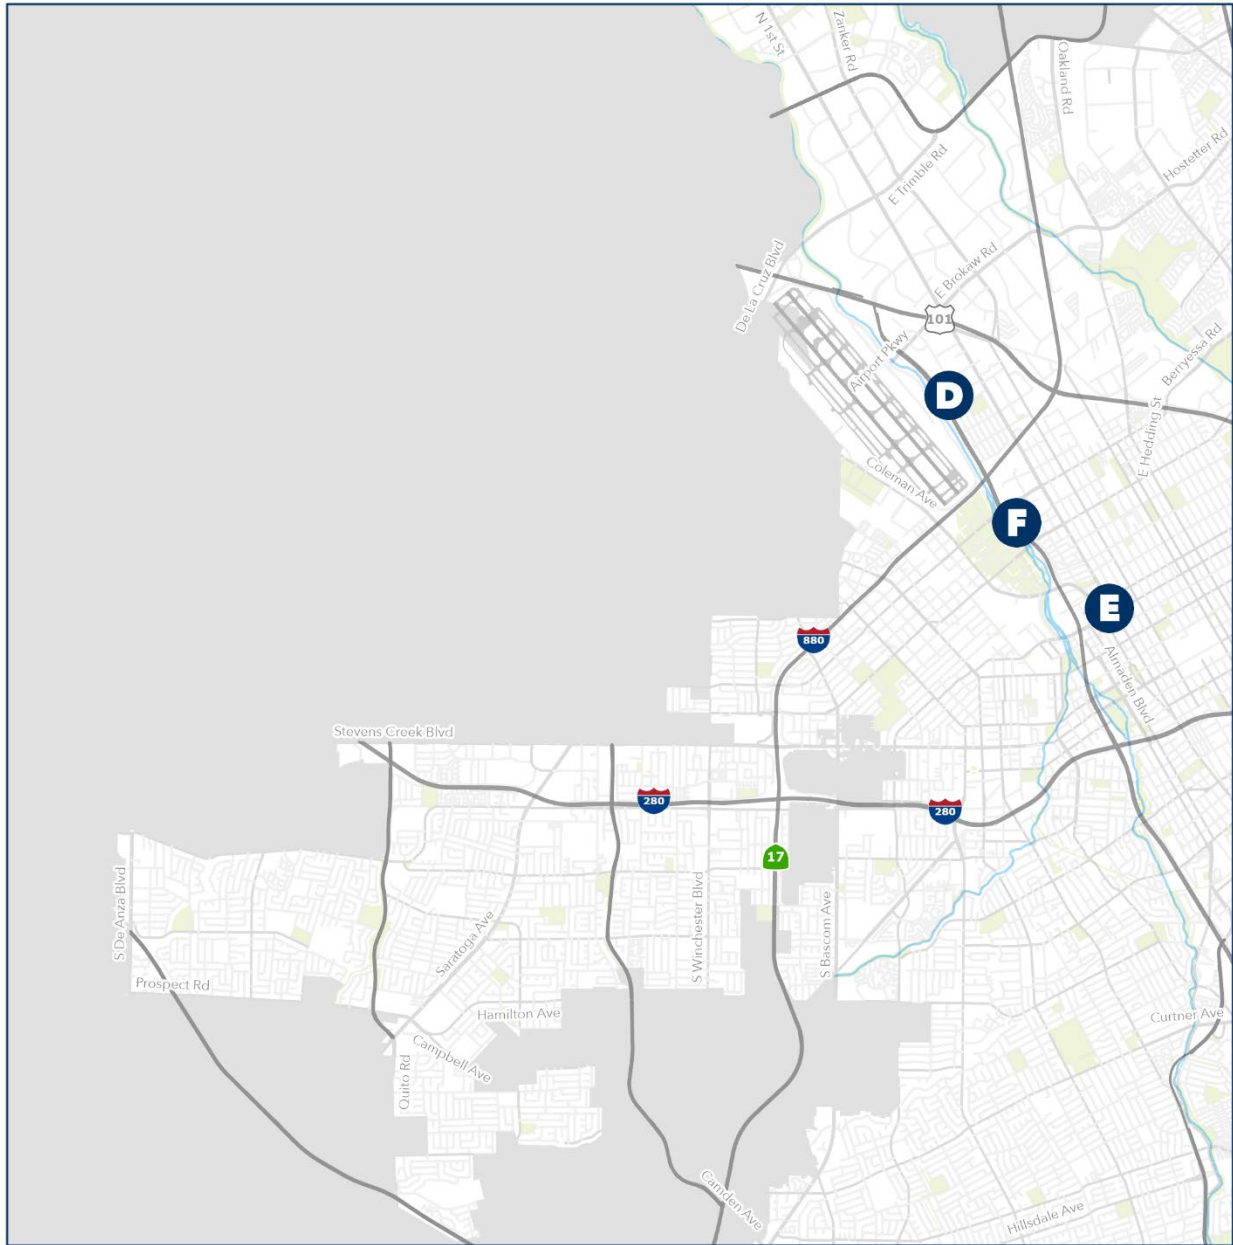 N 1st St
Zanker Rd
Oakland Rd
Hostetter Rd
E Trimble Rd
E Brokaw Rd
De La Cruz Blvd
101
Airport Pkwy
Berryessa Rd
D
E Hedding St
Coleman Ave
F
E
880
Almaden Blvd
Stevens Creek Blvd
280
280
17
S De Anza Blvd
Saratoga Ave
S Winchester Blvd
S Bascom Ave
Prospect Rd
Hamilton Ave
Curtner Ave
Campbell Ave
Quito Rd
Camden Ave
Hillsdale Ave